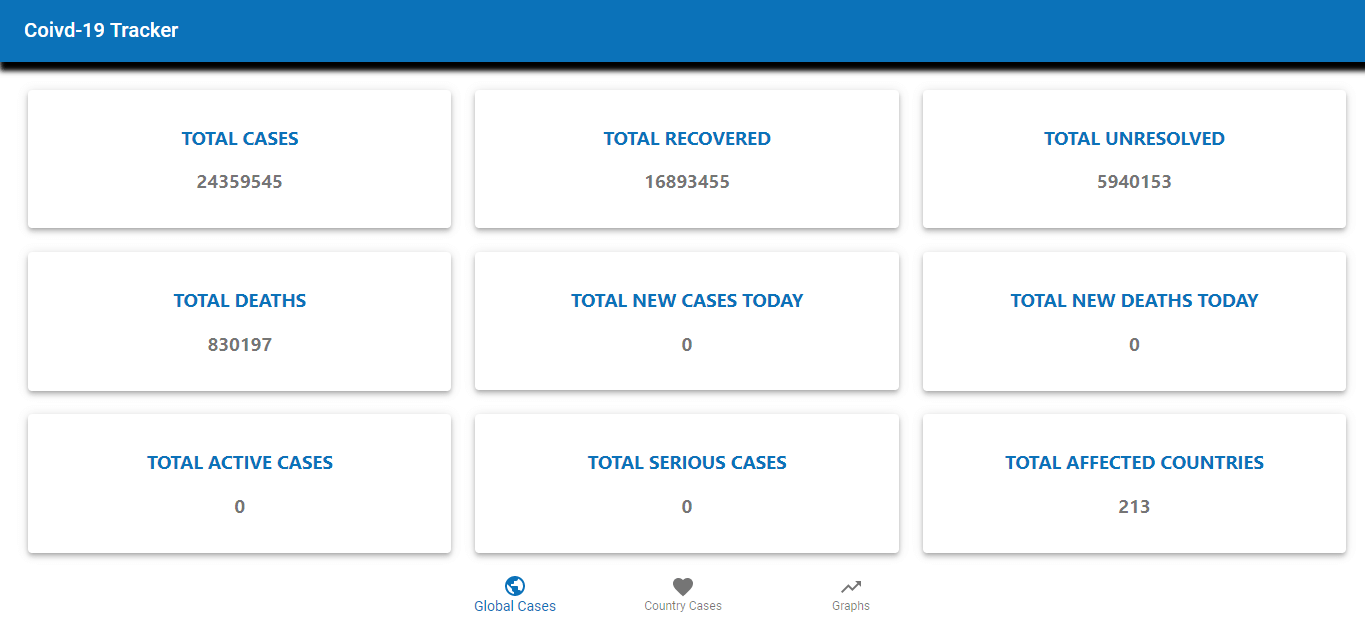 Coivd-19 Tracker
TOTAL CASES
24359545
TOTAL RECOVERED
16893455
TOTAL UNRESOLVED
5940153
TOTAL DEATHS
830197
TOTAL NEW CASES TODAY
0
TOTAL NEW DEATHS TODAY
0
TOTAL ACTIVE CASES
0
TOTAL SERIOUS CASES
0
TOTAL AFFECTED COUNTRIES
213
Global Cases
Country Cases
Graphs